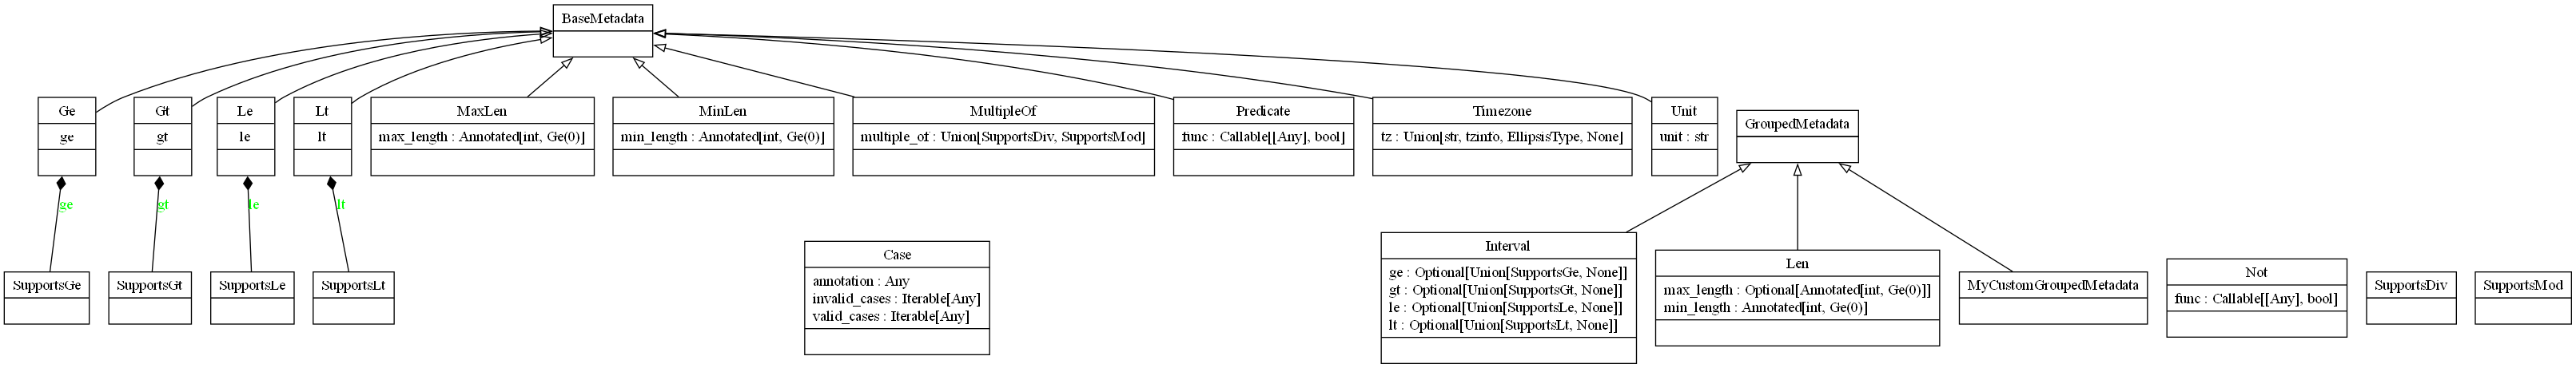 BaseMetadata
Ge
ge
Gt
gt
Le
le
Lt
lt
MaxLen
max_length : Annotated[int, Ge(0)]
MinLen
min_length : Annotated[int, Ge(0)]
MultipleOf
multiple_of : Union[SupportsDiv, SupportsMod]
Predicate
func : Callable[[Any], bool]
Timezone
tz : Union[str, tzinfo, EllipsisType, None]
Unit
unit : str
GroupedMetadata
ge
gt
le
lt
SupportsGe
SupportsGt
SupportsLe
SupportsLt
Case
annotation : Any
invalid_cases : Iterable[Any]
valid_cases : Iterable[Any]
Interval
ge : Optional[Union[SupportsGe, None]]
gt : Optional[Union[SupportsGt, None]]
le : Optional[Union[SupportsLe, None]]
lt : Optional[Union[SupportsLt, None]]
Len
max_length : Optional[Annotated[int, Ge(0)]]
min_length : Annotated[int, Ge(0)]
MyCustomGroupedMetadata
Not
func : Callable[[Any], bool]
SupportsDiv
SupportsMod